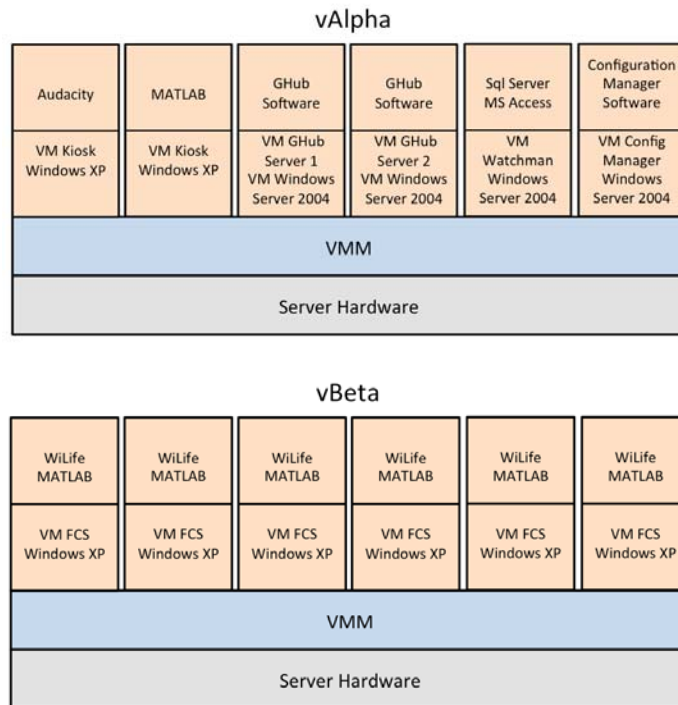 vAlpha
Audacity
VM Kiosk
Windows XP
MATLAB
VM Kiosk
Windows XP
GHub
Software
VM GHub
Server 1
VM Windows
Server 2004
GHub
Software
VM GHub
Server 2
VM Windows
Server 2004
Sql Server
MS Access
VM
Watchman
Windows
Server 2004
Configuration
Manager
Software
VM Config
Manager
Windows
Server 2004
VMM
Server Hardware
vBeta
WiLife
MATLAB
VM FCS
Windows XP
WiLife
MATLAB
VM FCS
Windows XP
WiLife
MATLAB
VM FCS
Windows XP
WiLife
MATLAB
VM FCS
Windows XP
WiLife
MATLAB
VM FCS
Windows XP
WiLife
MATLAB
VM FCS
Windows XP
VMM
Server Hardware